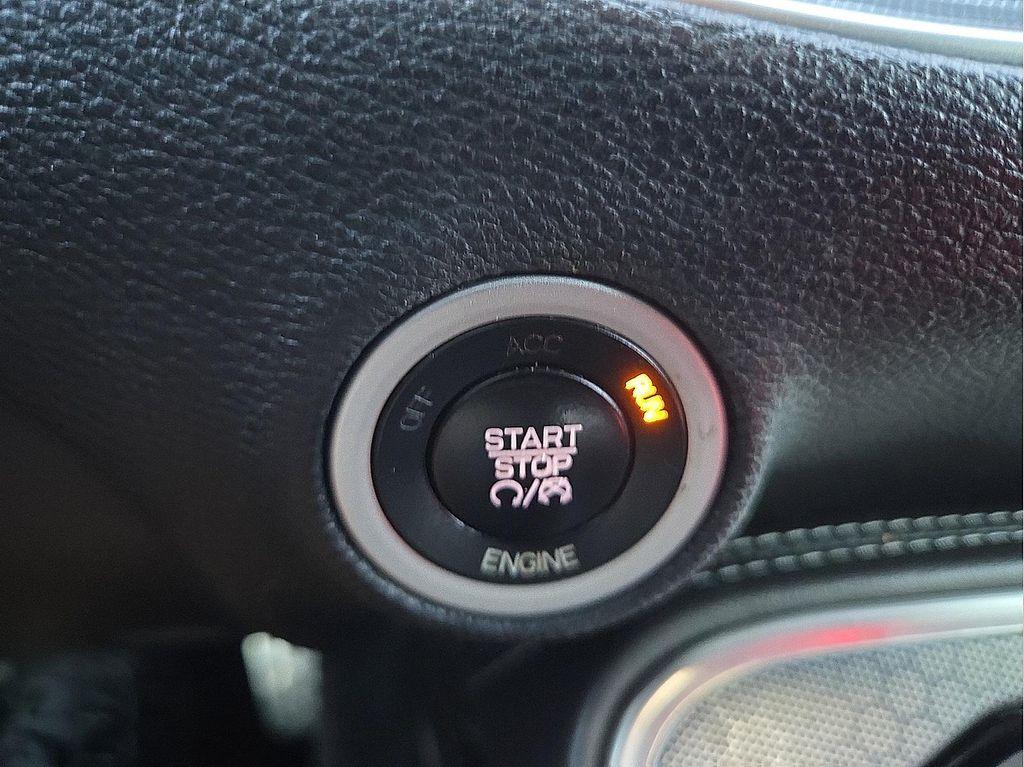 ACC
OFF
RUN
START
STOP
ENGINE